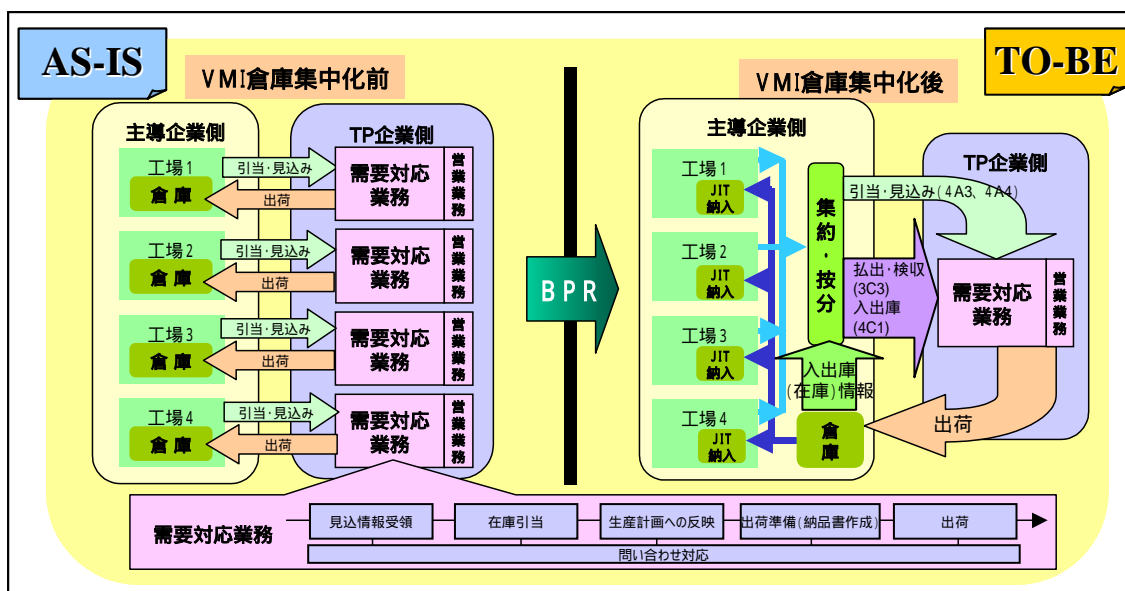 AS-IS
VMI倉庫集中化前
主導企業側
TP企業側
工場1
倉庫
引当･見込み
出荷
需要対応
業務
営業業務
工場2
倉庫
引当･見込み
出荷
需要対応
業務
営業業務
工場3
倉庫
引当･見込み
出荷
需要対応
業務
営業業務
工場4
倉庫
引当･見込み
出荷
需要対応
業務
営業業務
BPR
TO-BE
VMI倉庫集中化後
主導企業側
TP企業側
工場1
JIT
納入
工場2
JIT
納入
工場3
JIT
納入
工場4
JIT
納入
集約・按分
引当･見込み(4A3、4A4)
払出･検収
(3C3)
入出庫
(4C1)
需要対応
業務
営業業務
入出庫
(在庫)情報
倉庫
出荷
需要対応業務
見込情報受領
在庫引当
生産計画への反映
出荷準備(納品書作成)
出荷
問い合わせ対応